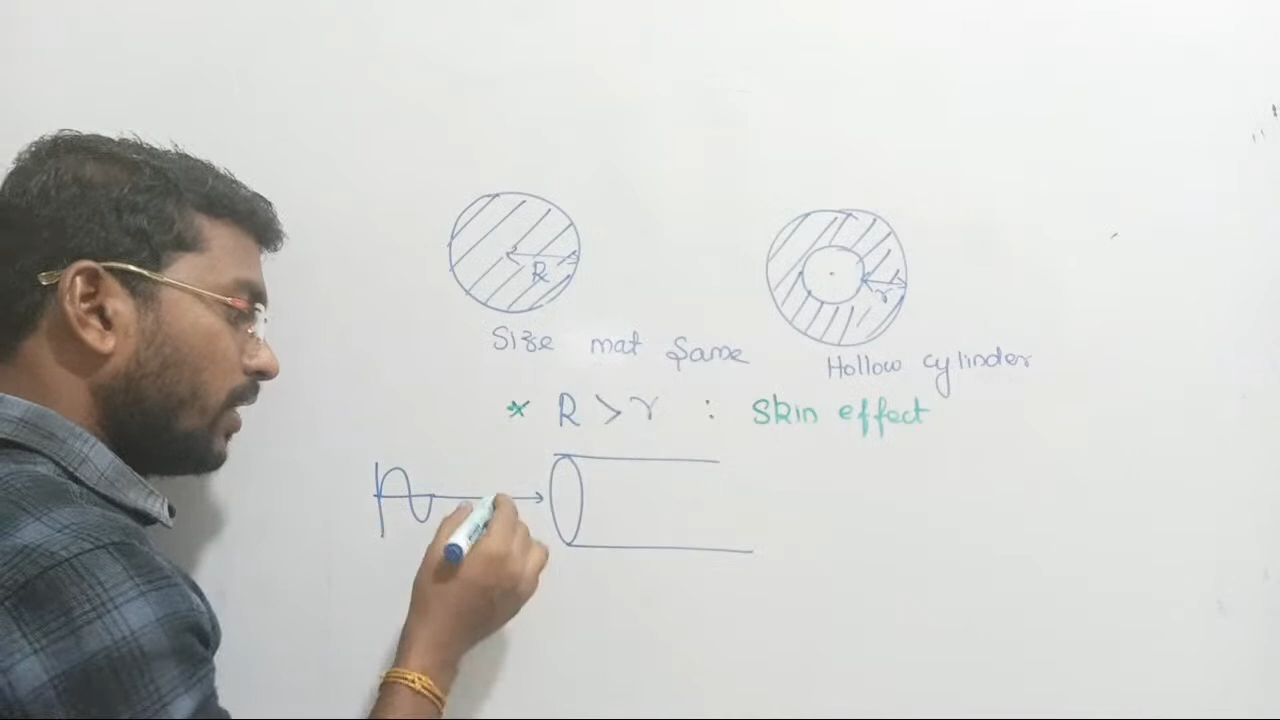 R
r
Size mat same
Hollow cylinder
* R > r : Skin effect